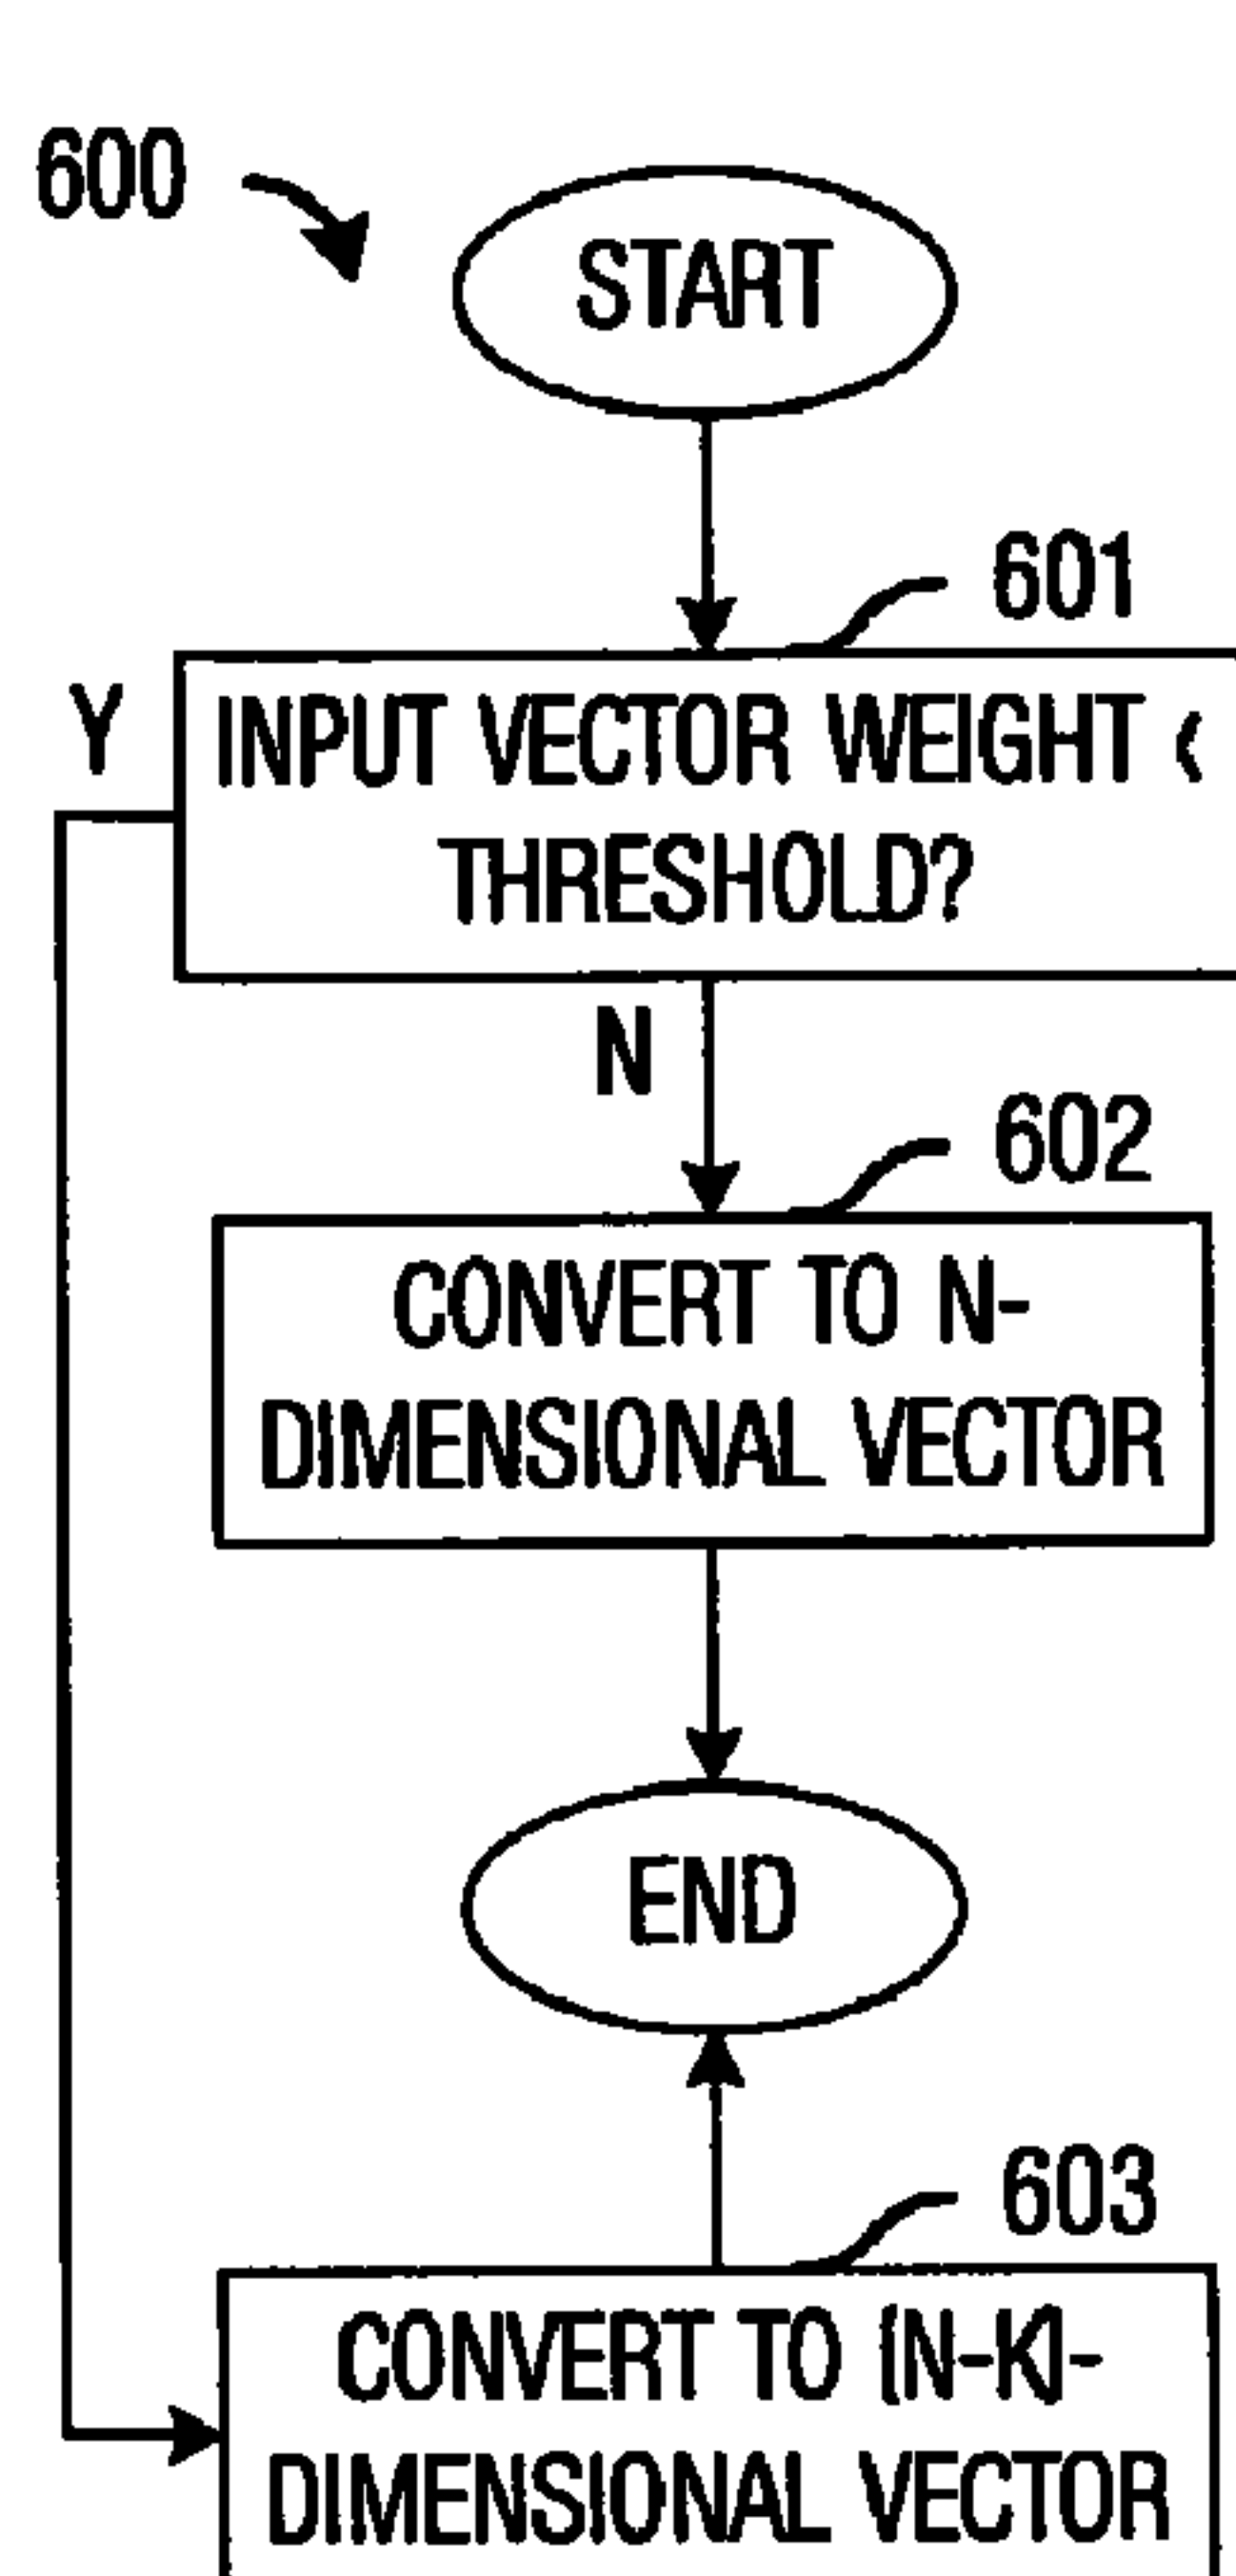 600
START
601
Y
INPUT VECTOR WEIGHT <
THRESHOLD?
N
602
CONVERT TO N-
DIMENSIONAL VECTOR
END
603
CONVERT TO (N-K)-
DIMENSIONAL VECTOR